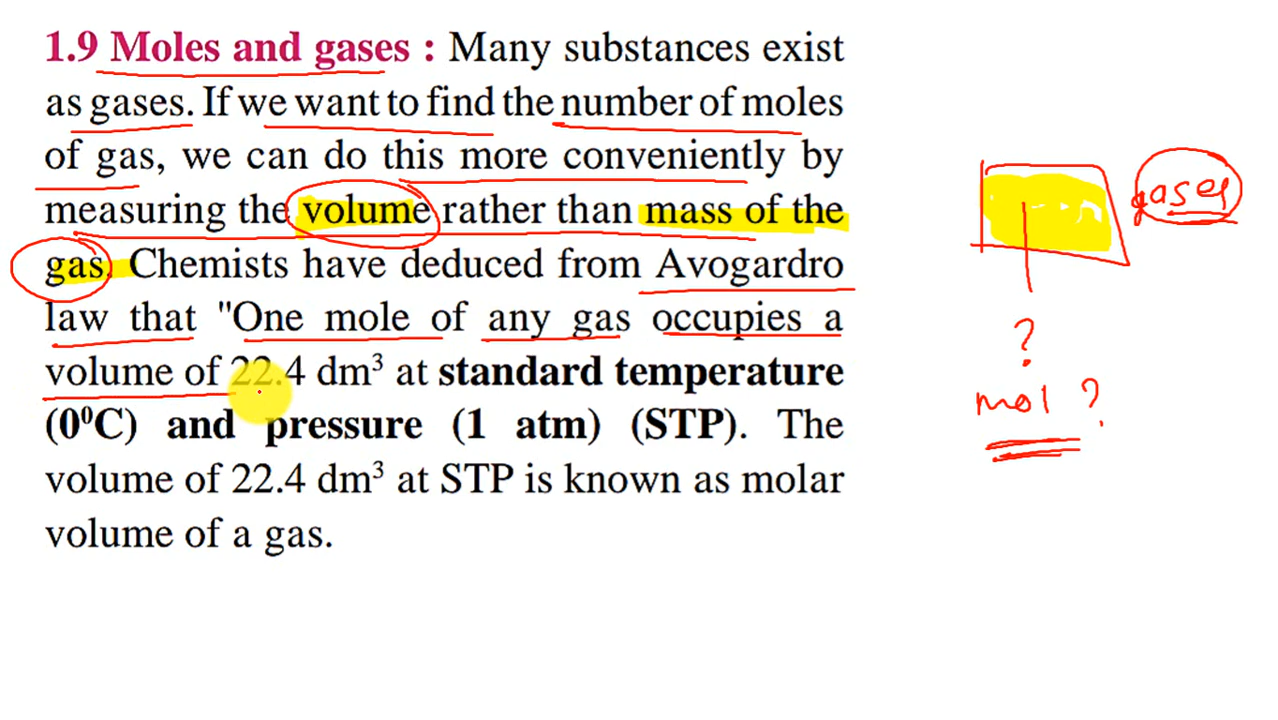 1.9 Moles and gases : Many substances exist
as gases. If we want to find the number of moles
of gas, we can do this more conveniently by
measuring the volume rather than mass of the
gas. Chemists have deduced from Avogardro
law that "One mole of any gas occupies a
volume of 22.4 dm³ at standard temperature
(0⁰C) and pressure (1 atm) (STP). The
volume of 22.4 dm³ at STP is known as molar
volume of a gas.
gases
?
mol ?